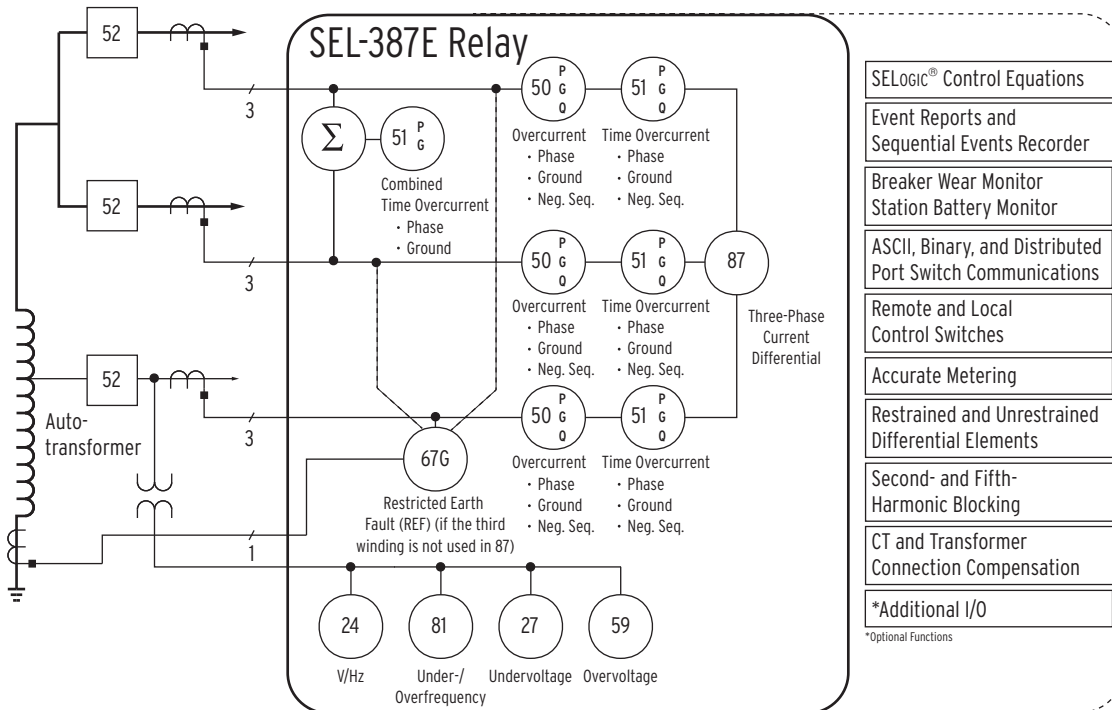 SEL-387E Relay
52
52
52
Auto-
transformer
3
3
3
1
Σ
51 P
G
Combined
Time Overcurrent
· Phase
· Ground
50 P
G
Q
Overcurrent
· Phase
· Ground
· Neg. Seq.
51 P
G
Q
Time Overcurrent
· Phase
· Ground
· Neg. Seq.
50 P
G
Q
Overcurrent
· Phase
· Ground
· Neg. Seq.
51 P
G
Q
Time Overcurrent
· Phase
· Ground
· Neg. Seq.
87
Three-Phase
Current
Differential
50 P
G
Q
Overcurrent
· Phase
· Ground
· Neg. Seq.
51 P
G
Q
Time Overcurrent
· Phase
· Ground
· Neg. Seq.
67G
Restricted Earth
Fault (REF) (if the third
winding is not used in 87)
24
V/Hz
81
Under-/
Overfrequency
27
Undervoltage
59
Overvoltage
SELOGIC® Control Equations
Event Reports and
Sequential Events Recorder
Breaker Wear Monitor
Station Battery Monitor
ASCII, Binary, and Distributed
Port Switch Communications
Remote and Local
Control Switches
Accurate Metering
Restrained and Unrestrained
Differential Elements
Second- and Fifth-
Harmonic Blocking
CT and Transformer
Connection Compensation
*Additional I/O
*Optional Functions